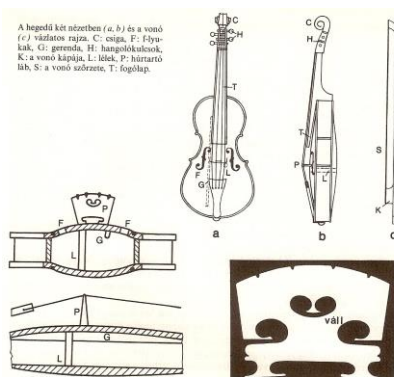 A hegedű két nézetben (a, b) és a vonó
(c) vázlatos rajza. C: csiga, F: f-lyu-
kak, G: gerenda, H: hangolókulcsok,
K: a vonó kápája, L: lélek, P: húrtartó
láb, S: a vonó szőrzete, T: fogólap.
C
H
T
F
L
G
a
C
H
T
P
L
b
S
K
c
P
F
F
G
L
P
G
L
váll